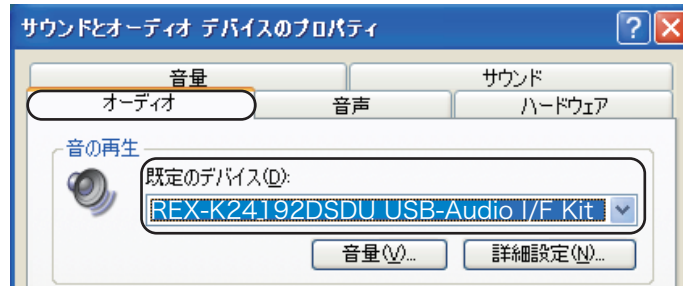 サウンドとオーディオ デバイスのプロパティ
音量 サウンド
オーディオ 音声 ハードウェア
音の再生
既定のデバイス(D):
REX-K24192DSDU USB-Audio I/F Kit
音量(V)... 詳細設定(N)...